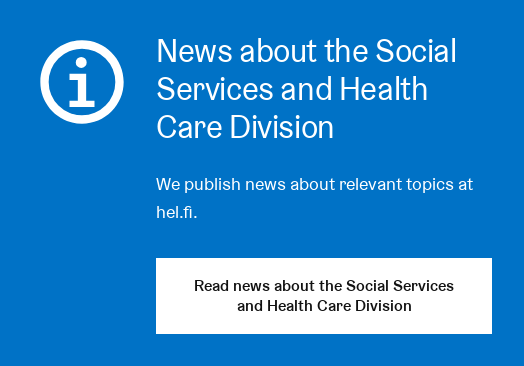 News about the Social
Services and Health
Care Division
We publish news about relevant topics at
hel.fi.
Read news about the Social Services
and Health Care Division